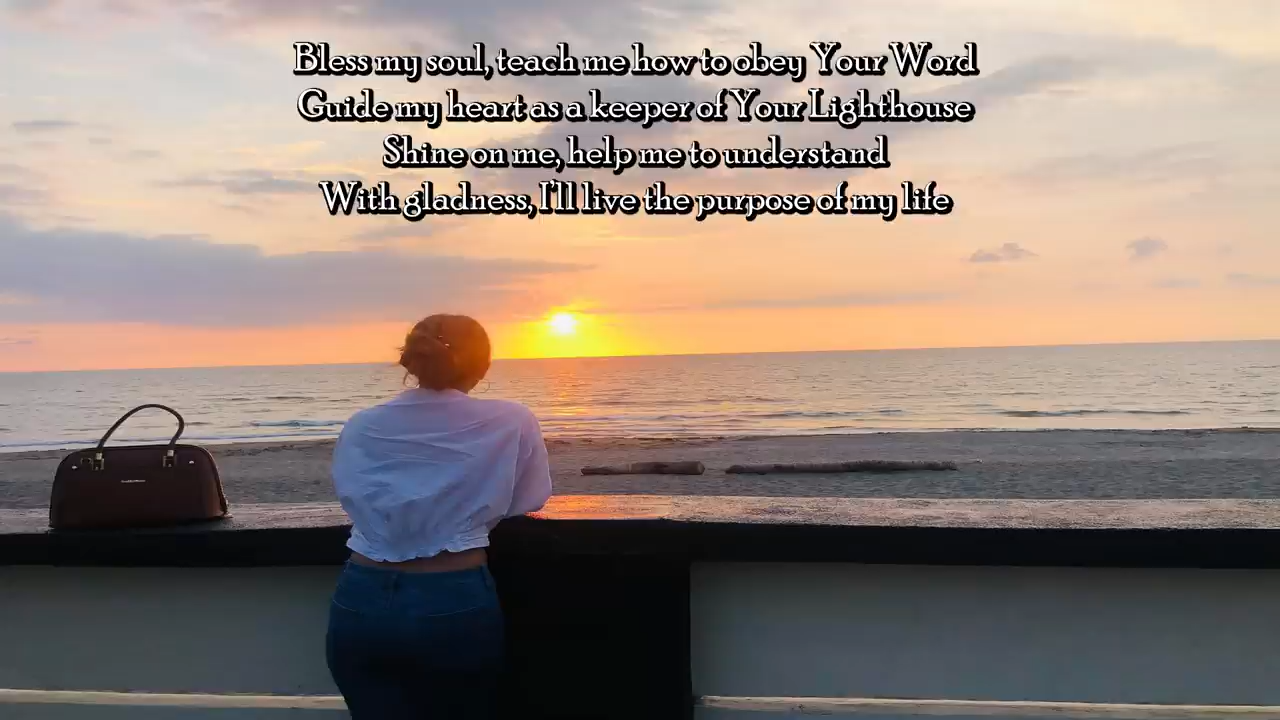 Bless my soul, teach me how to obey Your Word
Guide my heart as a keeper of Your Lighthouse
Shine on me, help me to understand
With gladness, I'll live the purpose of my life